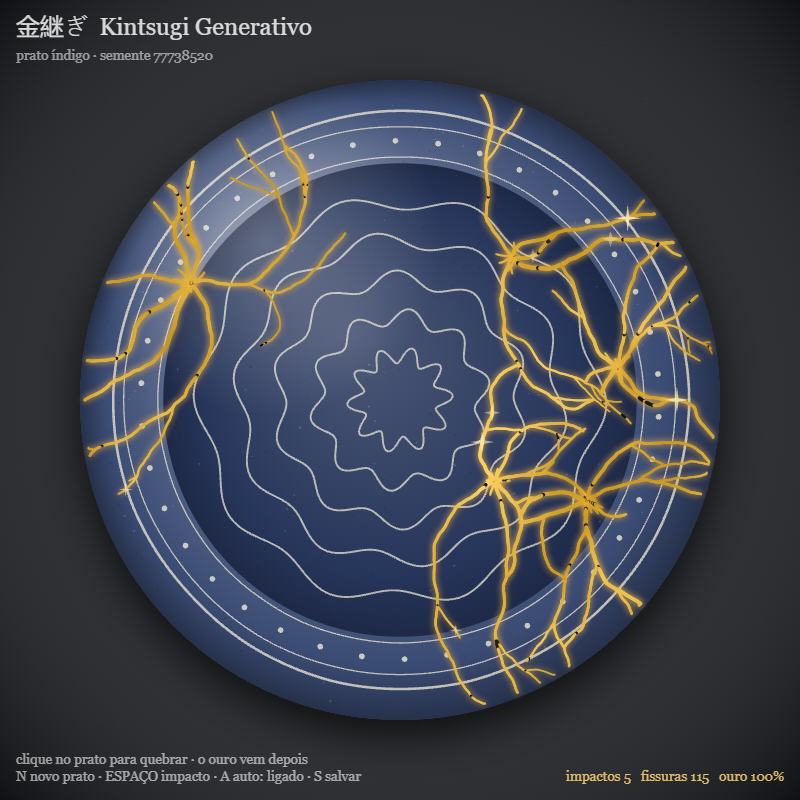 金継ぎ Kintsugi Generativo
prato índigo · semente 77738520
clique no prato para quebrar · o ouro vem depois
N novo prato · ESPAÇO impacto · A auto: ligado · S salvar
impactos 5 fissuras 115 ouro 100%